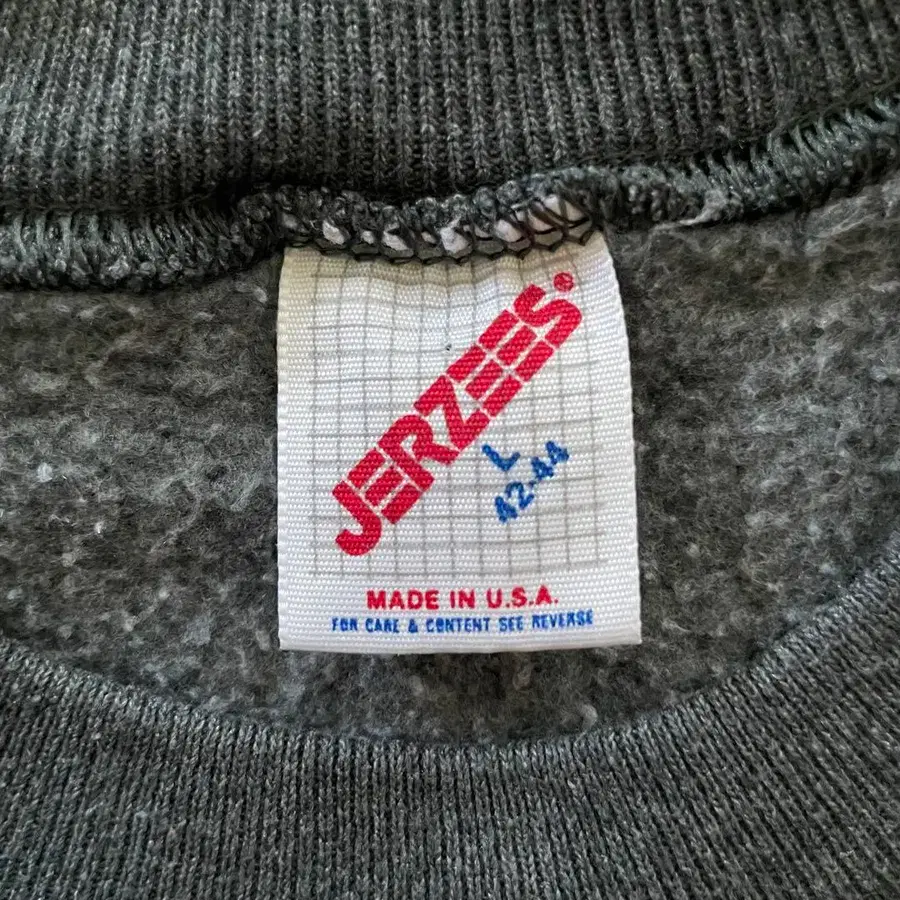 JERZEES®
L
42-44
MADE IN U.S.A.
FOR CARE & CONTENT SEE REVERSE